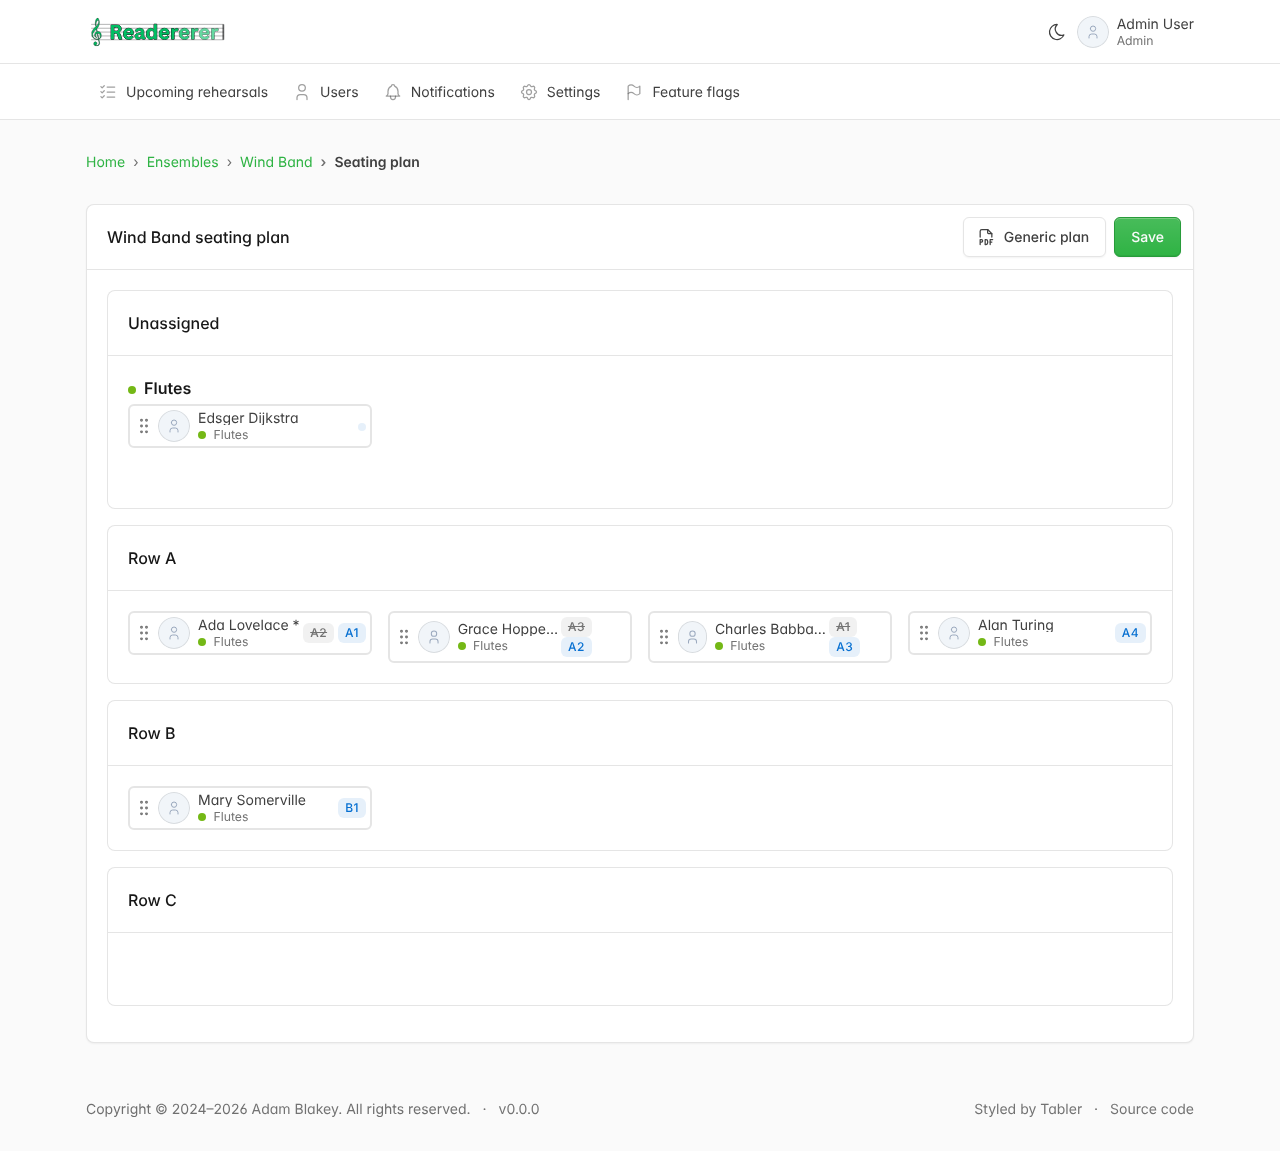 Readererer
Admin User
Admin
Upcoming rehearsals
Users
Notifications
Settings
Feature flags
Home › Ensembles › Wind Band › Seating plan
Wind Band seating plan
PDF Generic plan
Save
Unassigned
Flutes
Edsger Dijkstra
Flutes
Row A
Ada Lovelace *
Flutes
A2 A1
Grace Hoppe...
Flutes
A3
A2
Charles Babba...
Flutes
A1
A3
Alan Turing
Flutes
A4
Row B
Mary Somerville
Flutes
B1
Row C
Copyright © 2024–2026 Adam Blakey. All rights reserved. · v0.0.0
Styled by Tabler · Source code